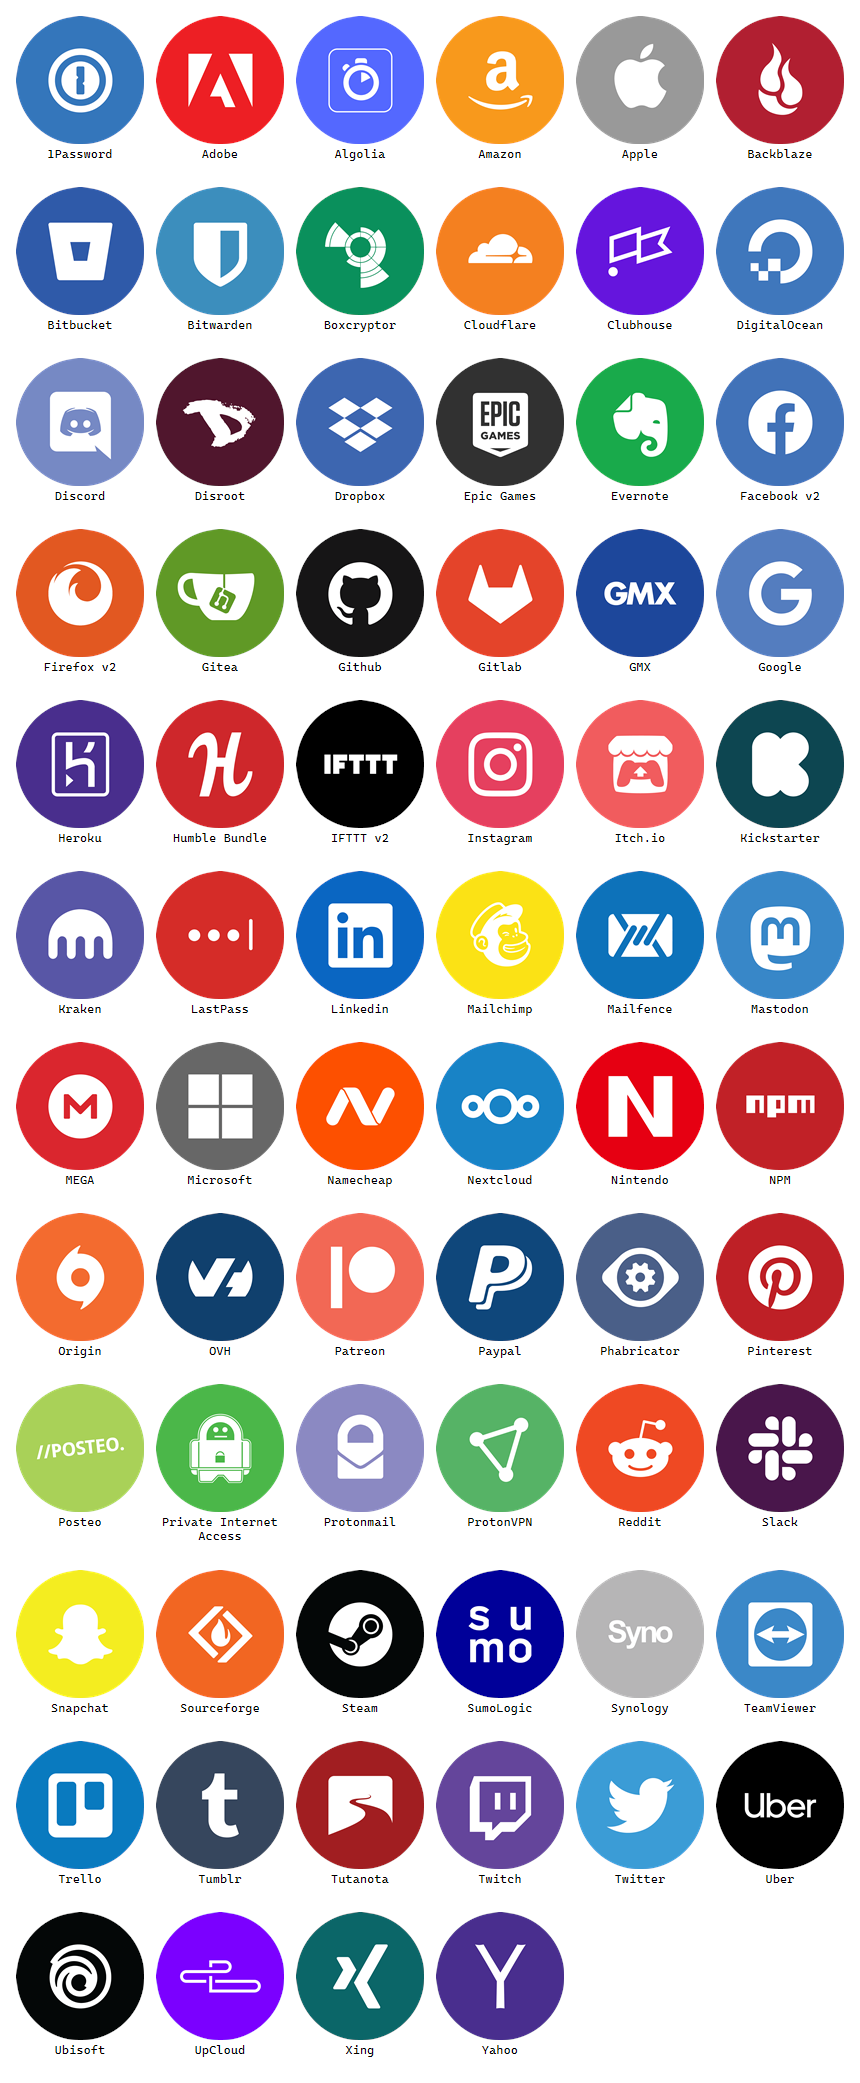 1Password Adobe Algolia a Amazon Apple Backblaze
Bitbucket Bitwarden Boxcryptor Cloudflare Clubhouse DigitalOcean
EPIC
GAMES
Discord Disroot Dropbox Epic Games Evernote Facebook v2
GMX G
Firefox v2 Gitea Github Gitlab GMX Google
H IFTTT K
Heroku Humble Bundle IFTTT v2 Instagram Itch.io Kickstarter
in m
Kraken LastPass Linkedin Mailchimp Mailfence Mastodon
M N npm
MEGA Microsoft Namecheap Nextcloud Nintendo NPM
P
Origin OVH Patreon Paypal Phabricator Pinterest
//POSTEO.
Posteo Private Internet Access Protonmail ProtonVPN Reddit Slack
su
mo
Syno
Snapchat Sourceforge Steam SumoLogic Synology TeamViewer
t Uber
Trello Tumblr Tutanota Twitch Twitter Uber
Y
Ubisoft UpCloud Xing Yahoo